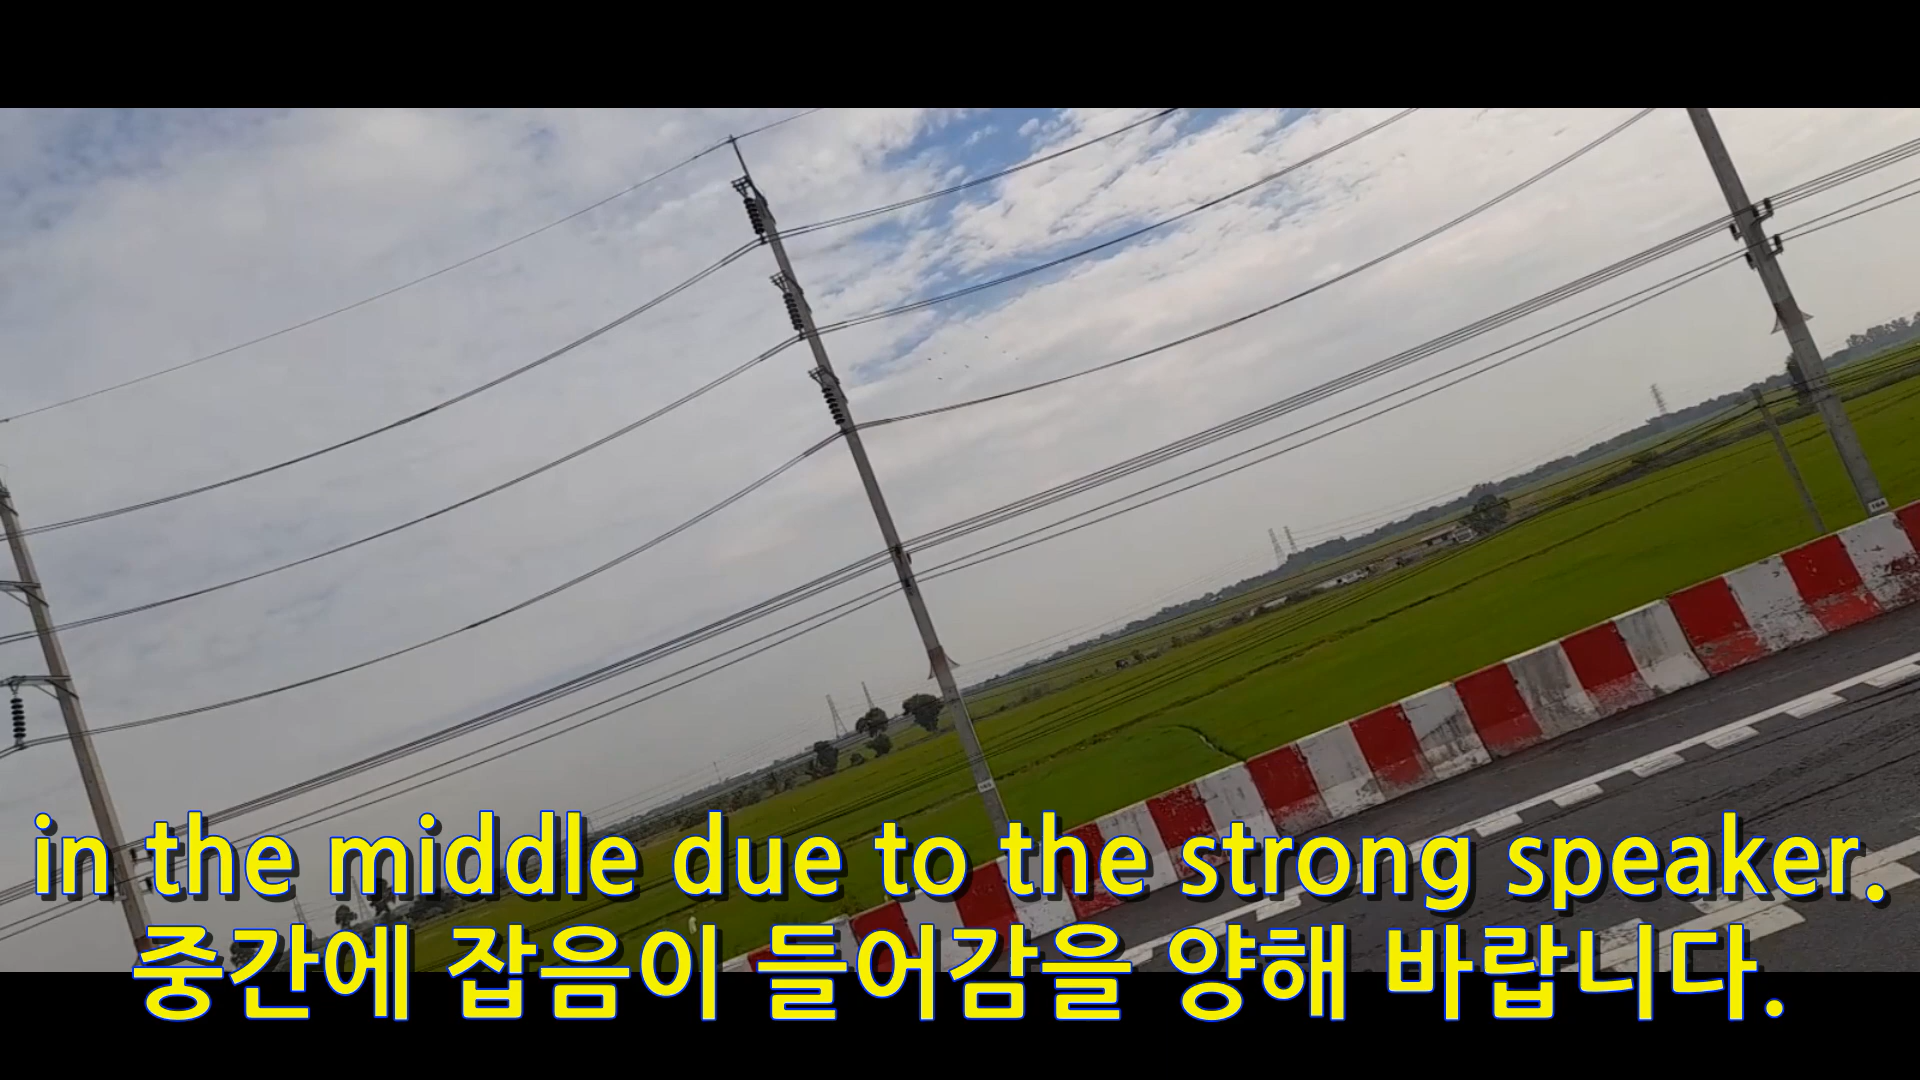 in the middle due to the strong speaker.
중간에 잡음이 들어감을 양해 바랍니다.